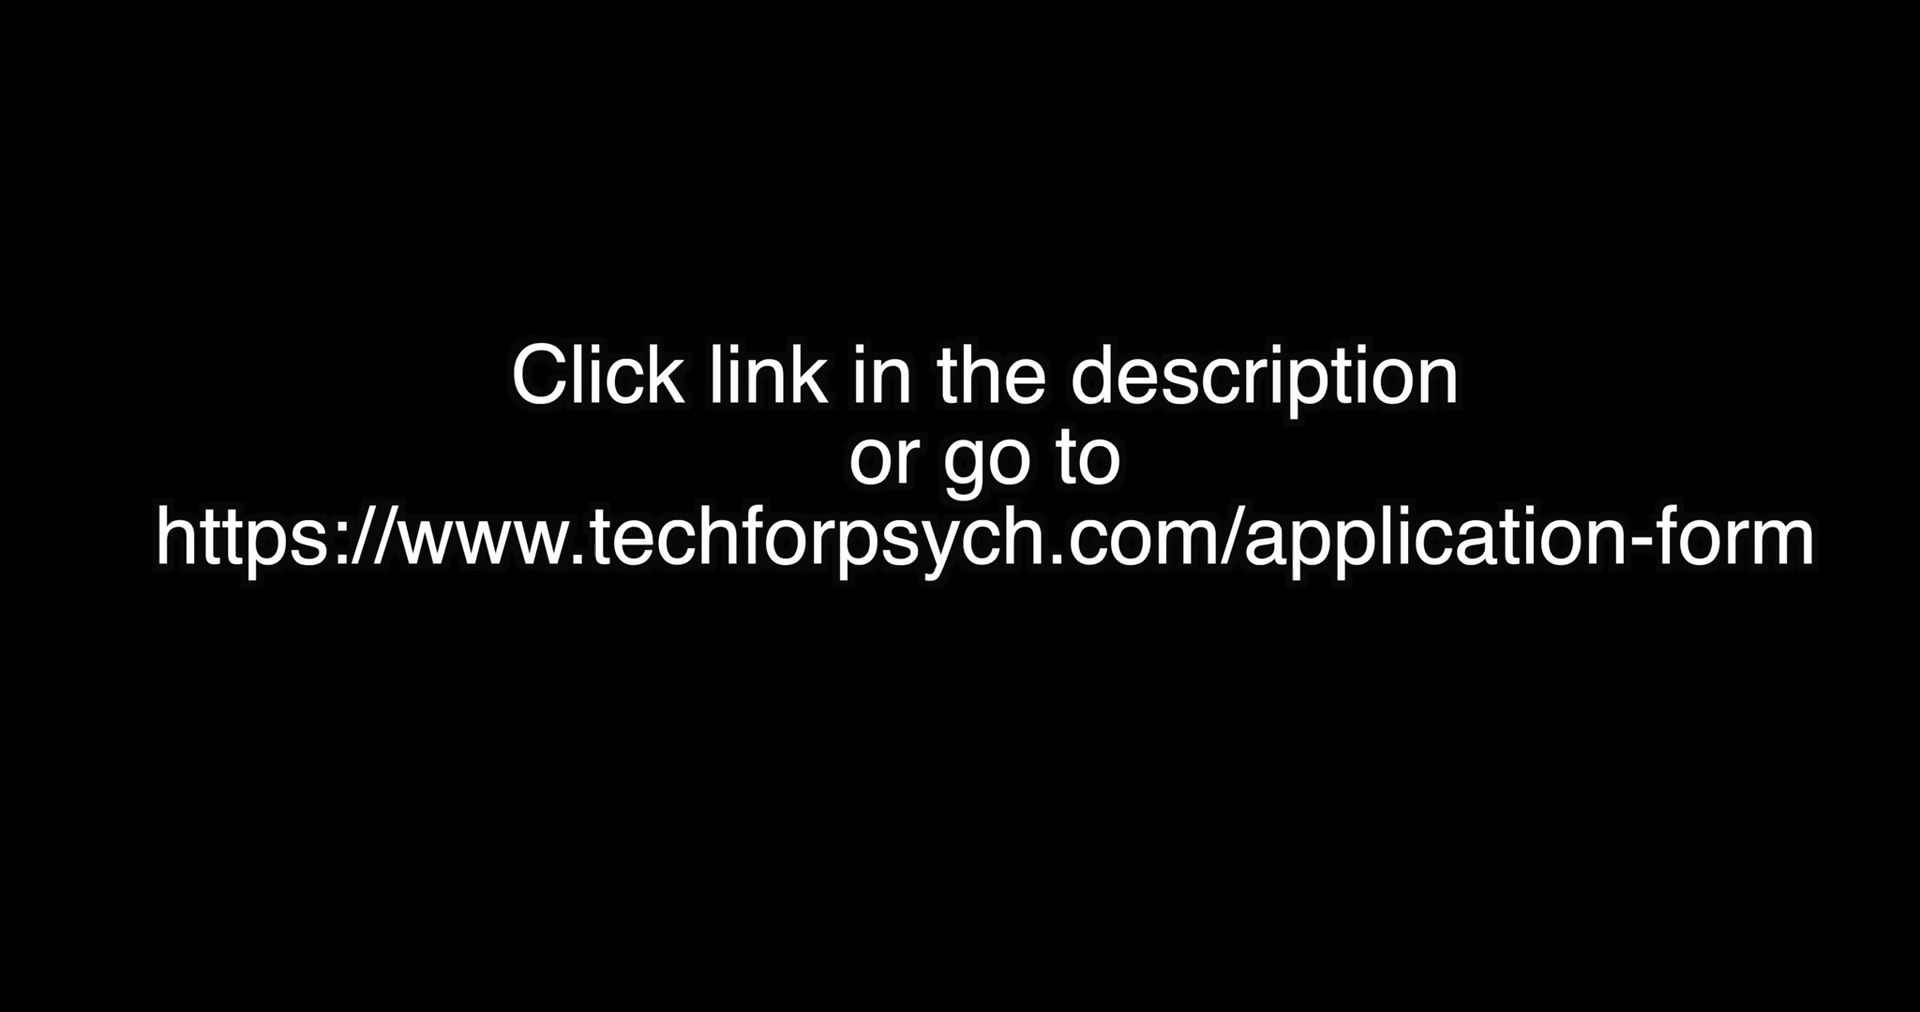 Click link in the description
or go to
https://www.techforpsych.com/application-form